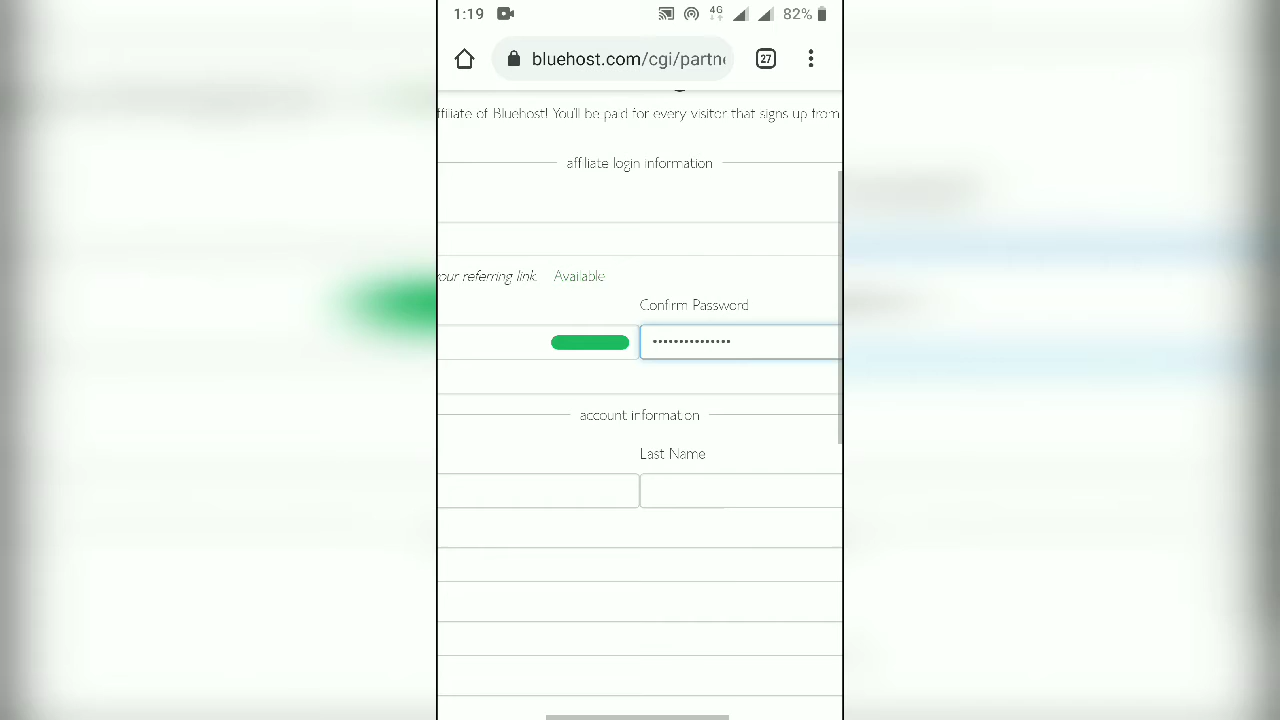 1:19 4G 82%
bluehost.com/cgi/partn
27
ffiliate of Bluehost! You'll be paid for every visitor that signs up from
affiliate login information
our referring link. Available
Confirm Password
•••••••••••••••
account information
Last Name